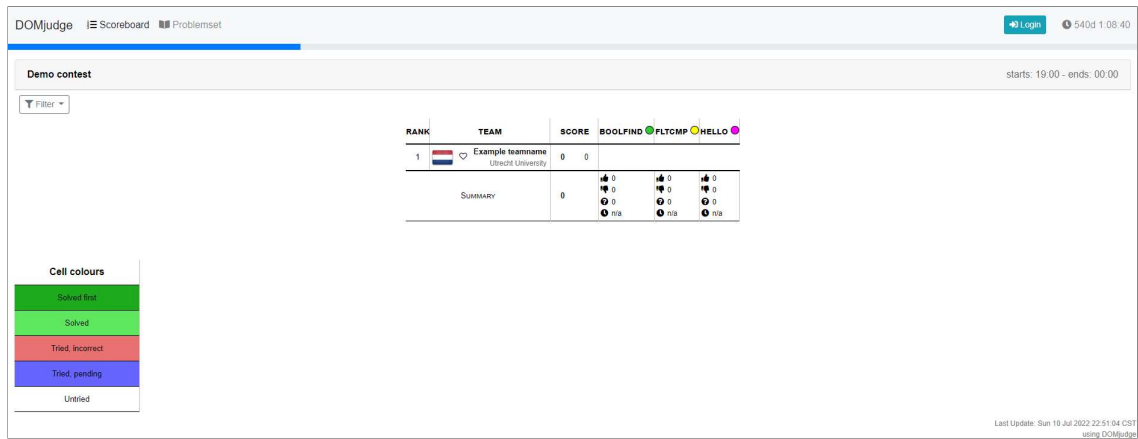 DOMjudge Scoreboard Problemset Login 540d 1:08:40
Demo contest starts: 19:00 - ends: 00:00
Filter
RANK TEAM SCORE BOOLFIND FLTCMP HELLO
1 Example teamname 0 0
Utrecht University
SUMMARY 0
0 0 0
0 0 0
0 0 0
n/a n/a n/a
Cell colours
Solved first
Solved
Tried, incorrect
Tried, pending
Untried
Last Update: Sun 10 Jul 2022 22:51:04 CST
using DOMjudge